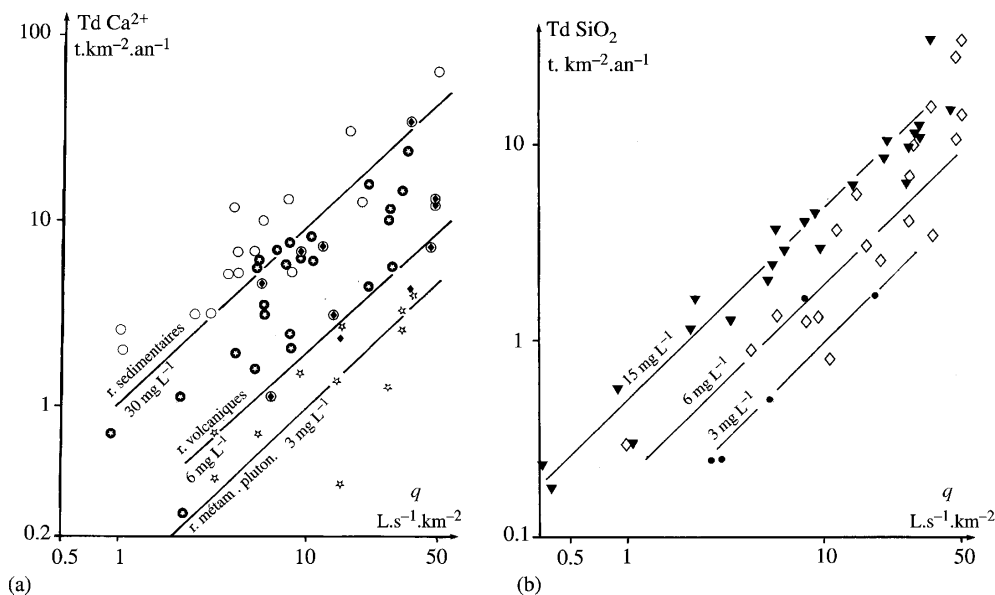 Td Ca²⁺
t.km⁻².an⁻¹
100
10
1
0.2
0.5
1
10
50
r. sedimentaires
30 mg L⁻¹
r. volcaniques
6 mg L⁻¹
r. métam. pluton. 3 mg L⁻¹
q
L.s⁻¹.km⁻²
(a)
Td SiO₂
t. km⁻².an⁻¹
10
1
0.1
0.5
1
10
50
15 mg L⁻¹
6 mg L⁻¹
3 mg L⁻¹
q
L.s⁻¹.km⁻²
(b)